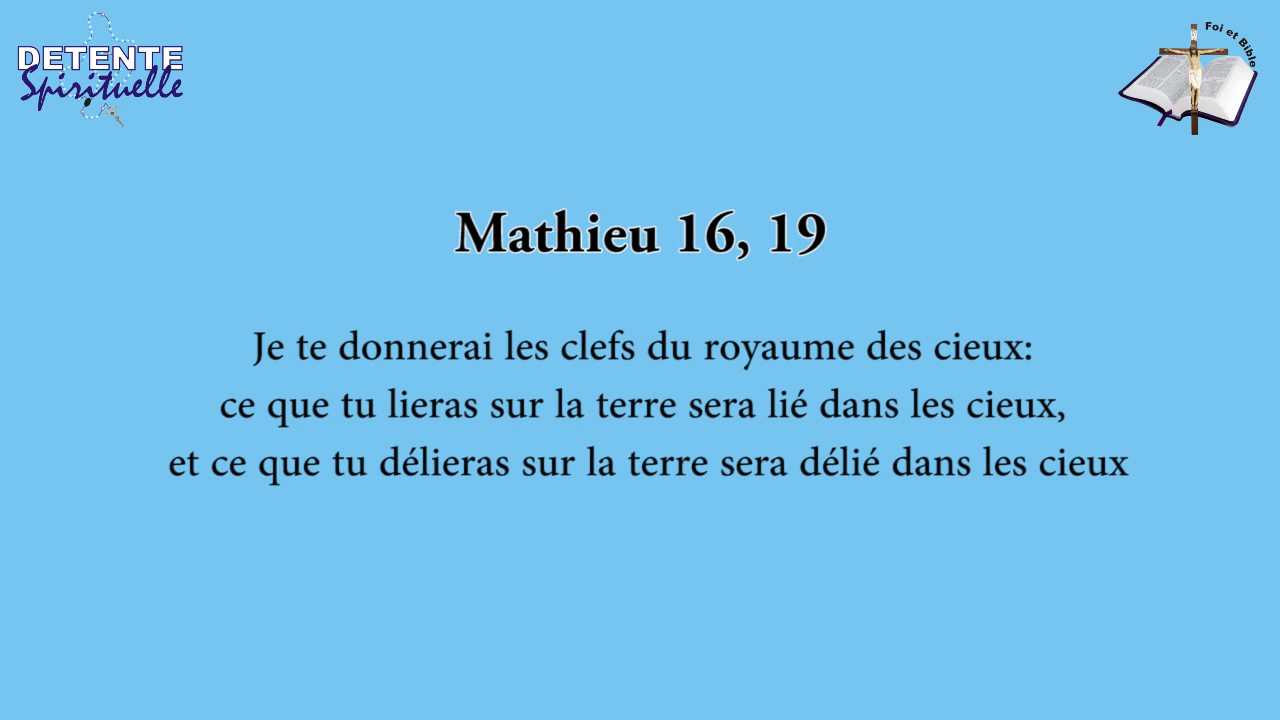 DETENTE
Spirituelle
Foi et Bible
Mathieu 16, 19
Je te donnerai les clefs du royaume des cieux:
ce que tu lieras sur la terre sera lié dans les cieux,
et ce que tu délieras sur la terre sera délié dans les cieux